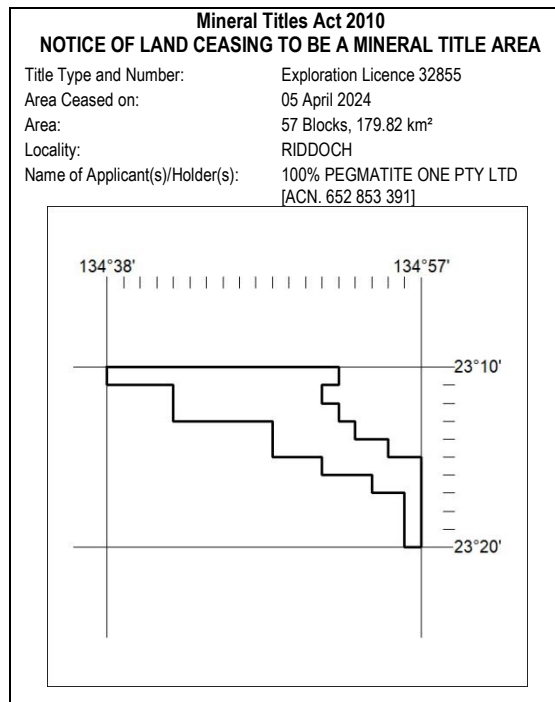 Mineral Titles Act 2010
NOTICE OF LAND CEASING TO BE A MINERAL TITLE AREA
Title Type and Number: Exploration Licence 32855
Area Ceased on: 05 April 2024
Area: 57 Blocks, 179.82 km²
Locality: RIDDOCH
Name of Applicant(s)/Holder(s): 100% PEGMATITE ONE PTY LTD
[ACN. 652 853 391]
134°38' 134°57'
23°10'
23°20'